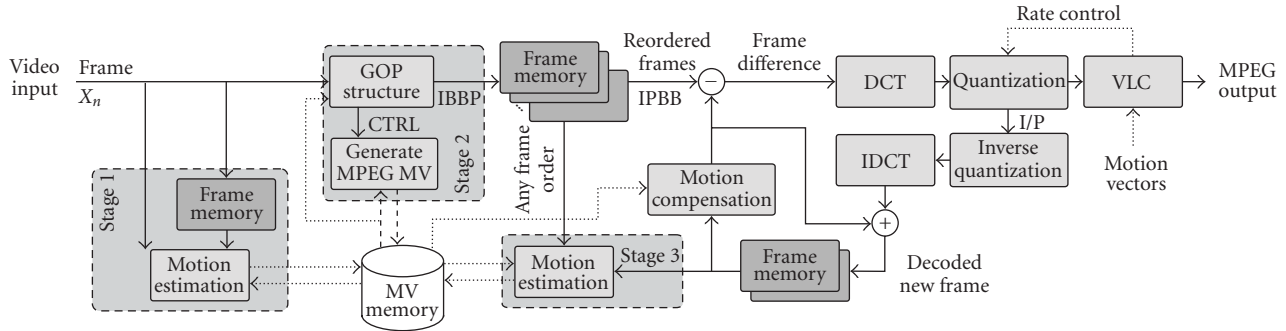 Rate control
Video
input
Frame
Xn
GOP
structure
IBBP
CTRL
Generate
MPEG MV
Stage 2
Frame
memory
Any frame
order
Reordered
frames
IPBB
−
Frame
difference
DCT
Quantization
VLC
MPEG
output
I/P
Inverse
quantization
IDCT
Motion
vectors
Motion
compensation
+
Stage 1
Frame
memory
Motion
estimation
MV
memory
Motion
estimation
Stage 3
Frame
memory
Decoded
new frame